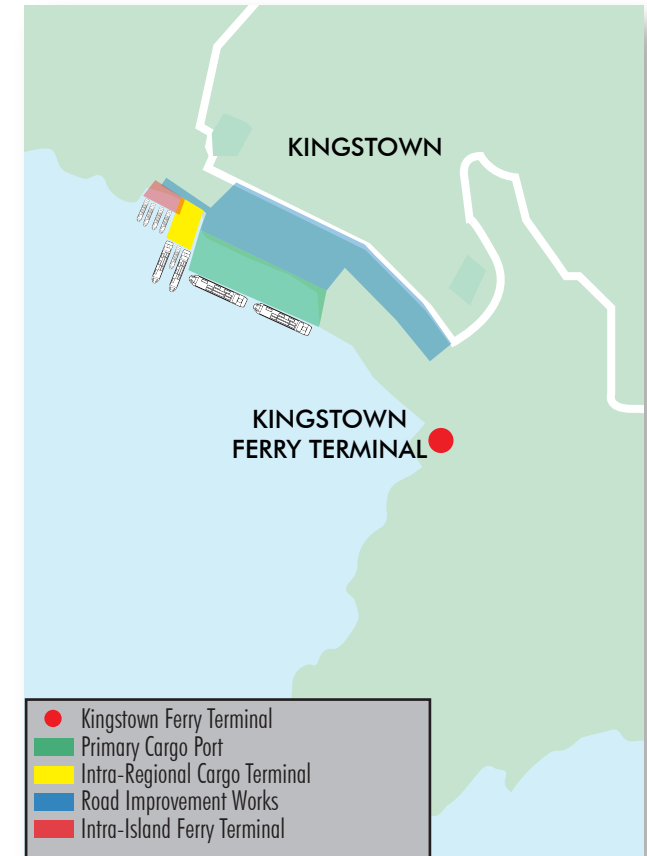 KINGSTOWN
KINGSTOWN
FERRY TERMINAL
Kingstown Ferry Terminal
Primary Cargo Port
Intra-Regional Cargo Terminal
Road Improvement Works
Intra-Island Ferry Terminal